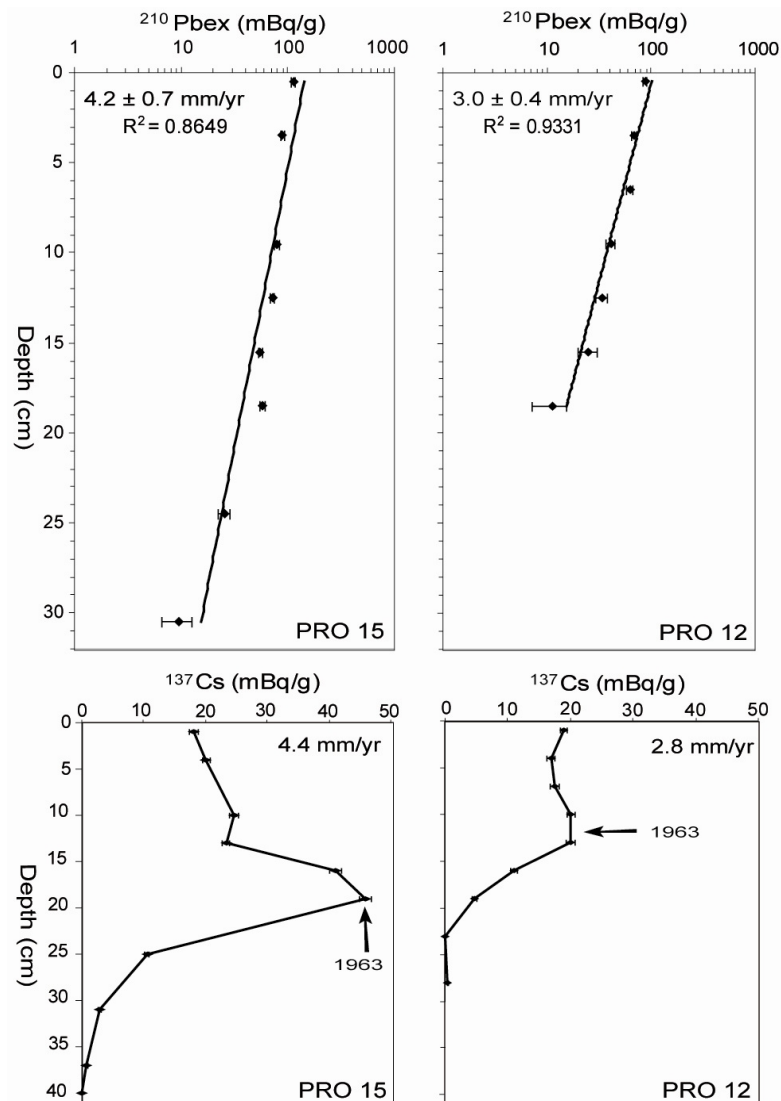 210 Pbex (mBq/g)
1 10 100 1000
0
5
10
15
20
25
30
Depth (cm)
4.2 ± 0.7 mm/yr
R2 = 0.8649
PRO 15
210 Pbex (mBq/g)
1 10 100 1000
3.0 ± 0.4 mm/yr
R2 = 0.9331
PRO 12
137Cs (mBq/g)
0 10 20 30 40 50
0
5
10
15
20
25
30
35
40
Depth (cm)
4.4 mm/yr
1963
PRO 15
137Cs (mBq/g)
0 10 20 30 40 50
2.8 mm/yr
1963
PRO 12